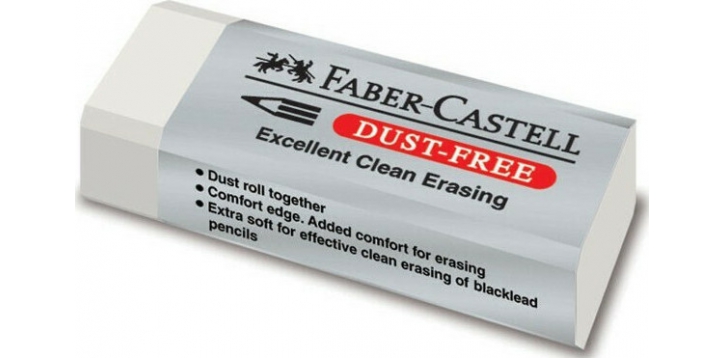 FABER-CASTELL
DUST-FREE
Excellent Clean Erasing
• Dust roll together
• Comfort edge. Added comfort for erasing
• Extra soft for effective clean erasing of blacklead
pencils